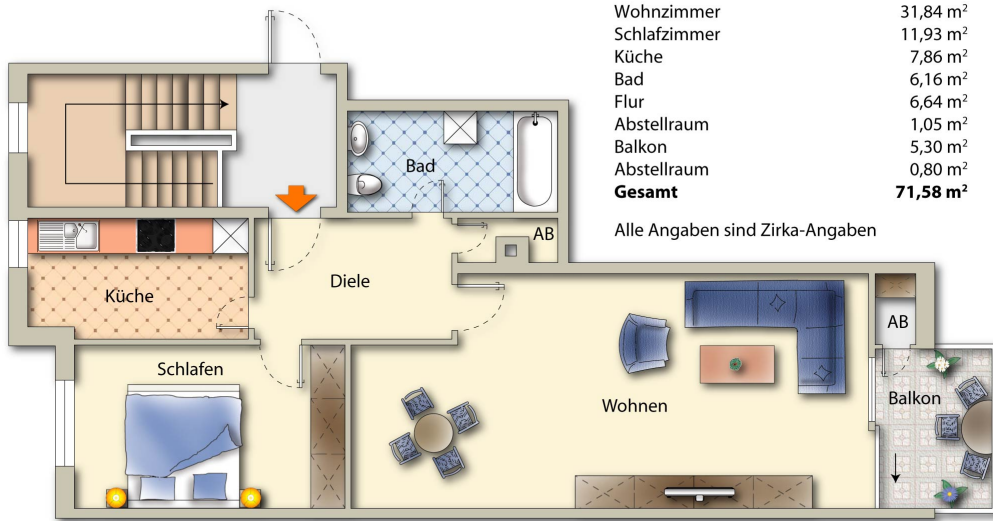 Wohnzimmer 31,84 m²
Schlafzimmer 11,93 m²
Küche 7,86 m²
Bad 6,16 m²
Flur 6,64 m²
Abstellraum 1,05 m²
Balkon 5,30 m²
Abstellraum 0,80 m²
Gesamt 71,58 m²
Alle Angaben sind Zirka-Angaben
Bad
AB
Diele
Küche
AB
Schlafen
Balkon
Wohnen